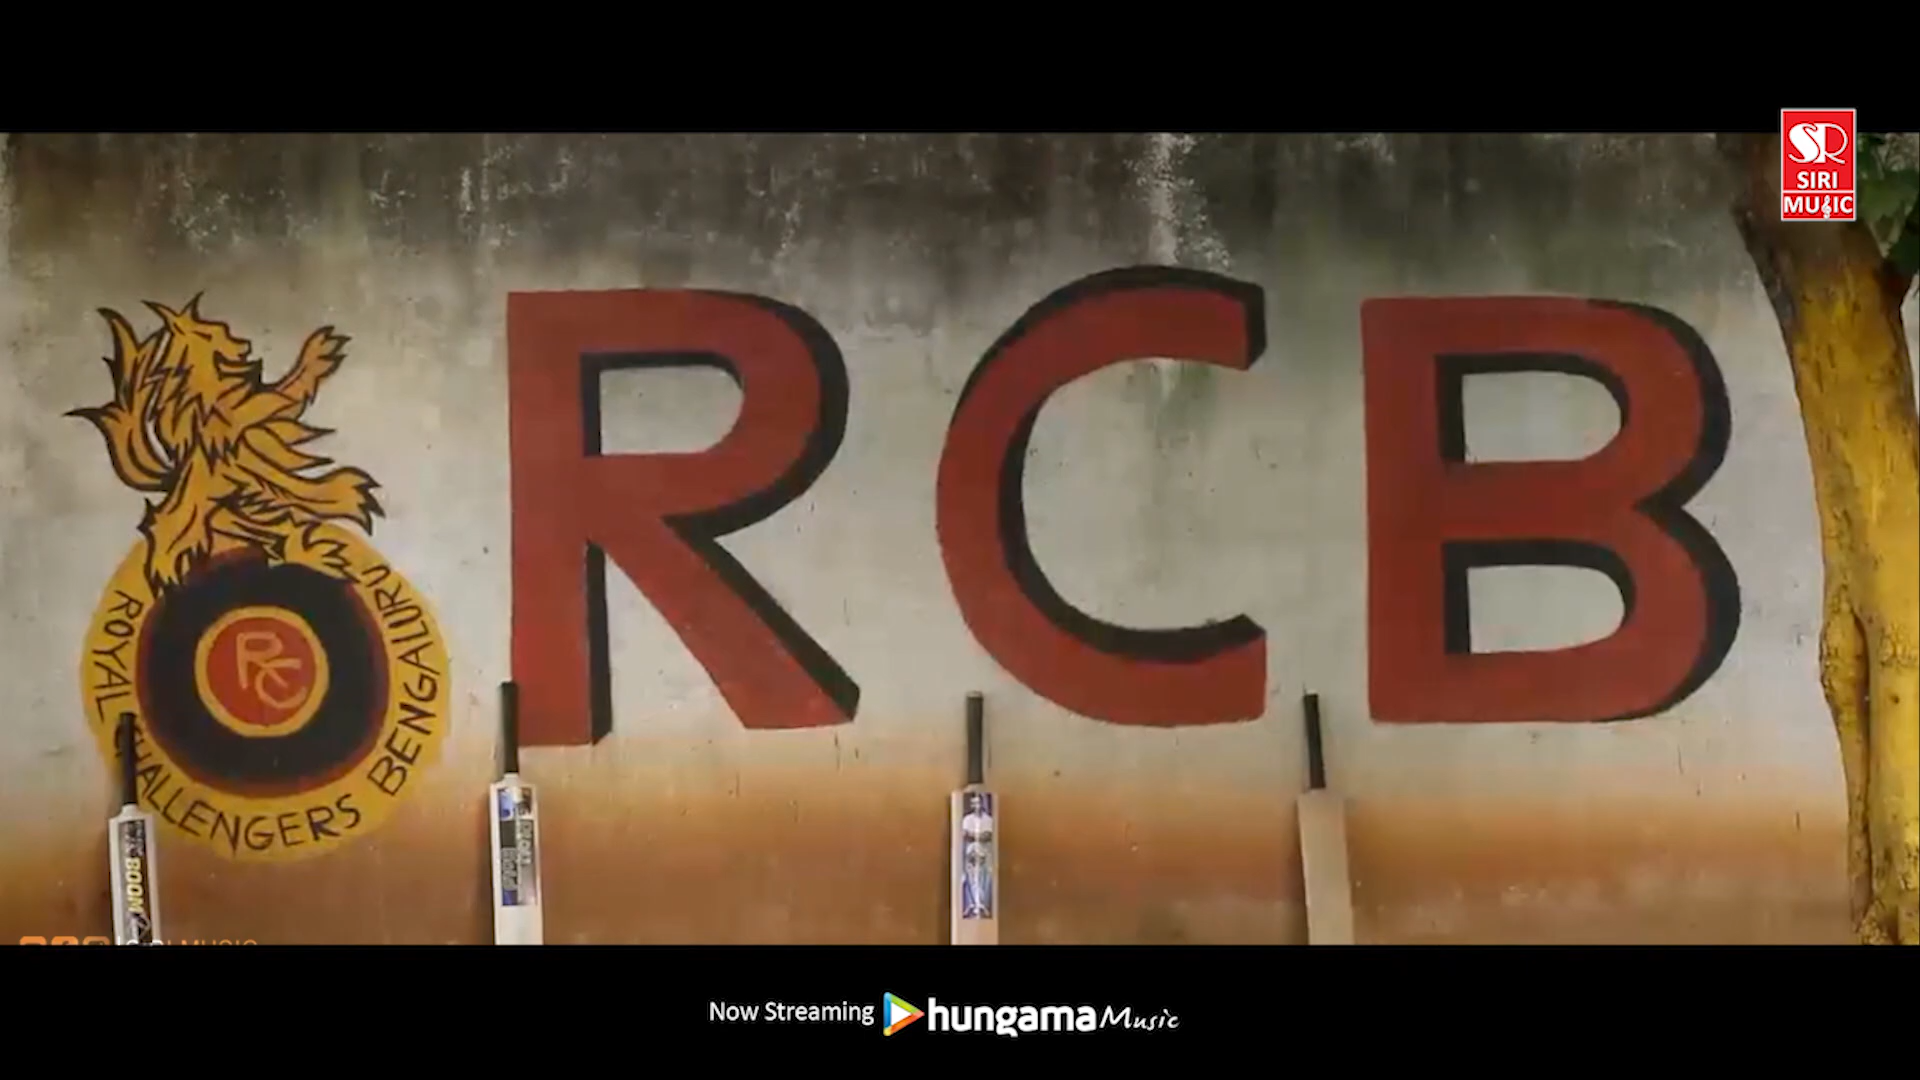 SR
SIRI
MUSIC
RCB
RC
ROYAL CHALLENGERS BENGALURU
BOOM
Now Streaming hungama Music